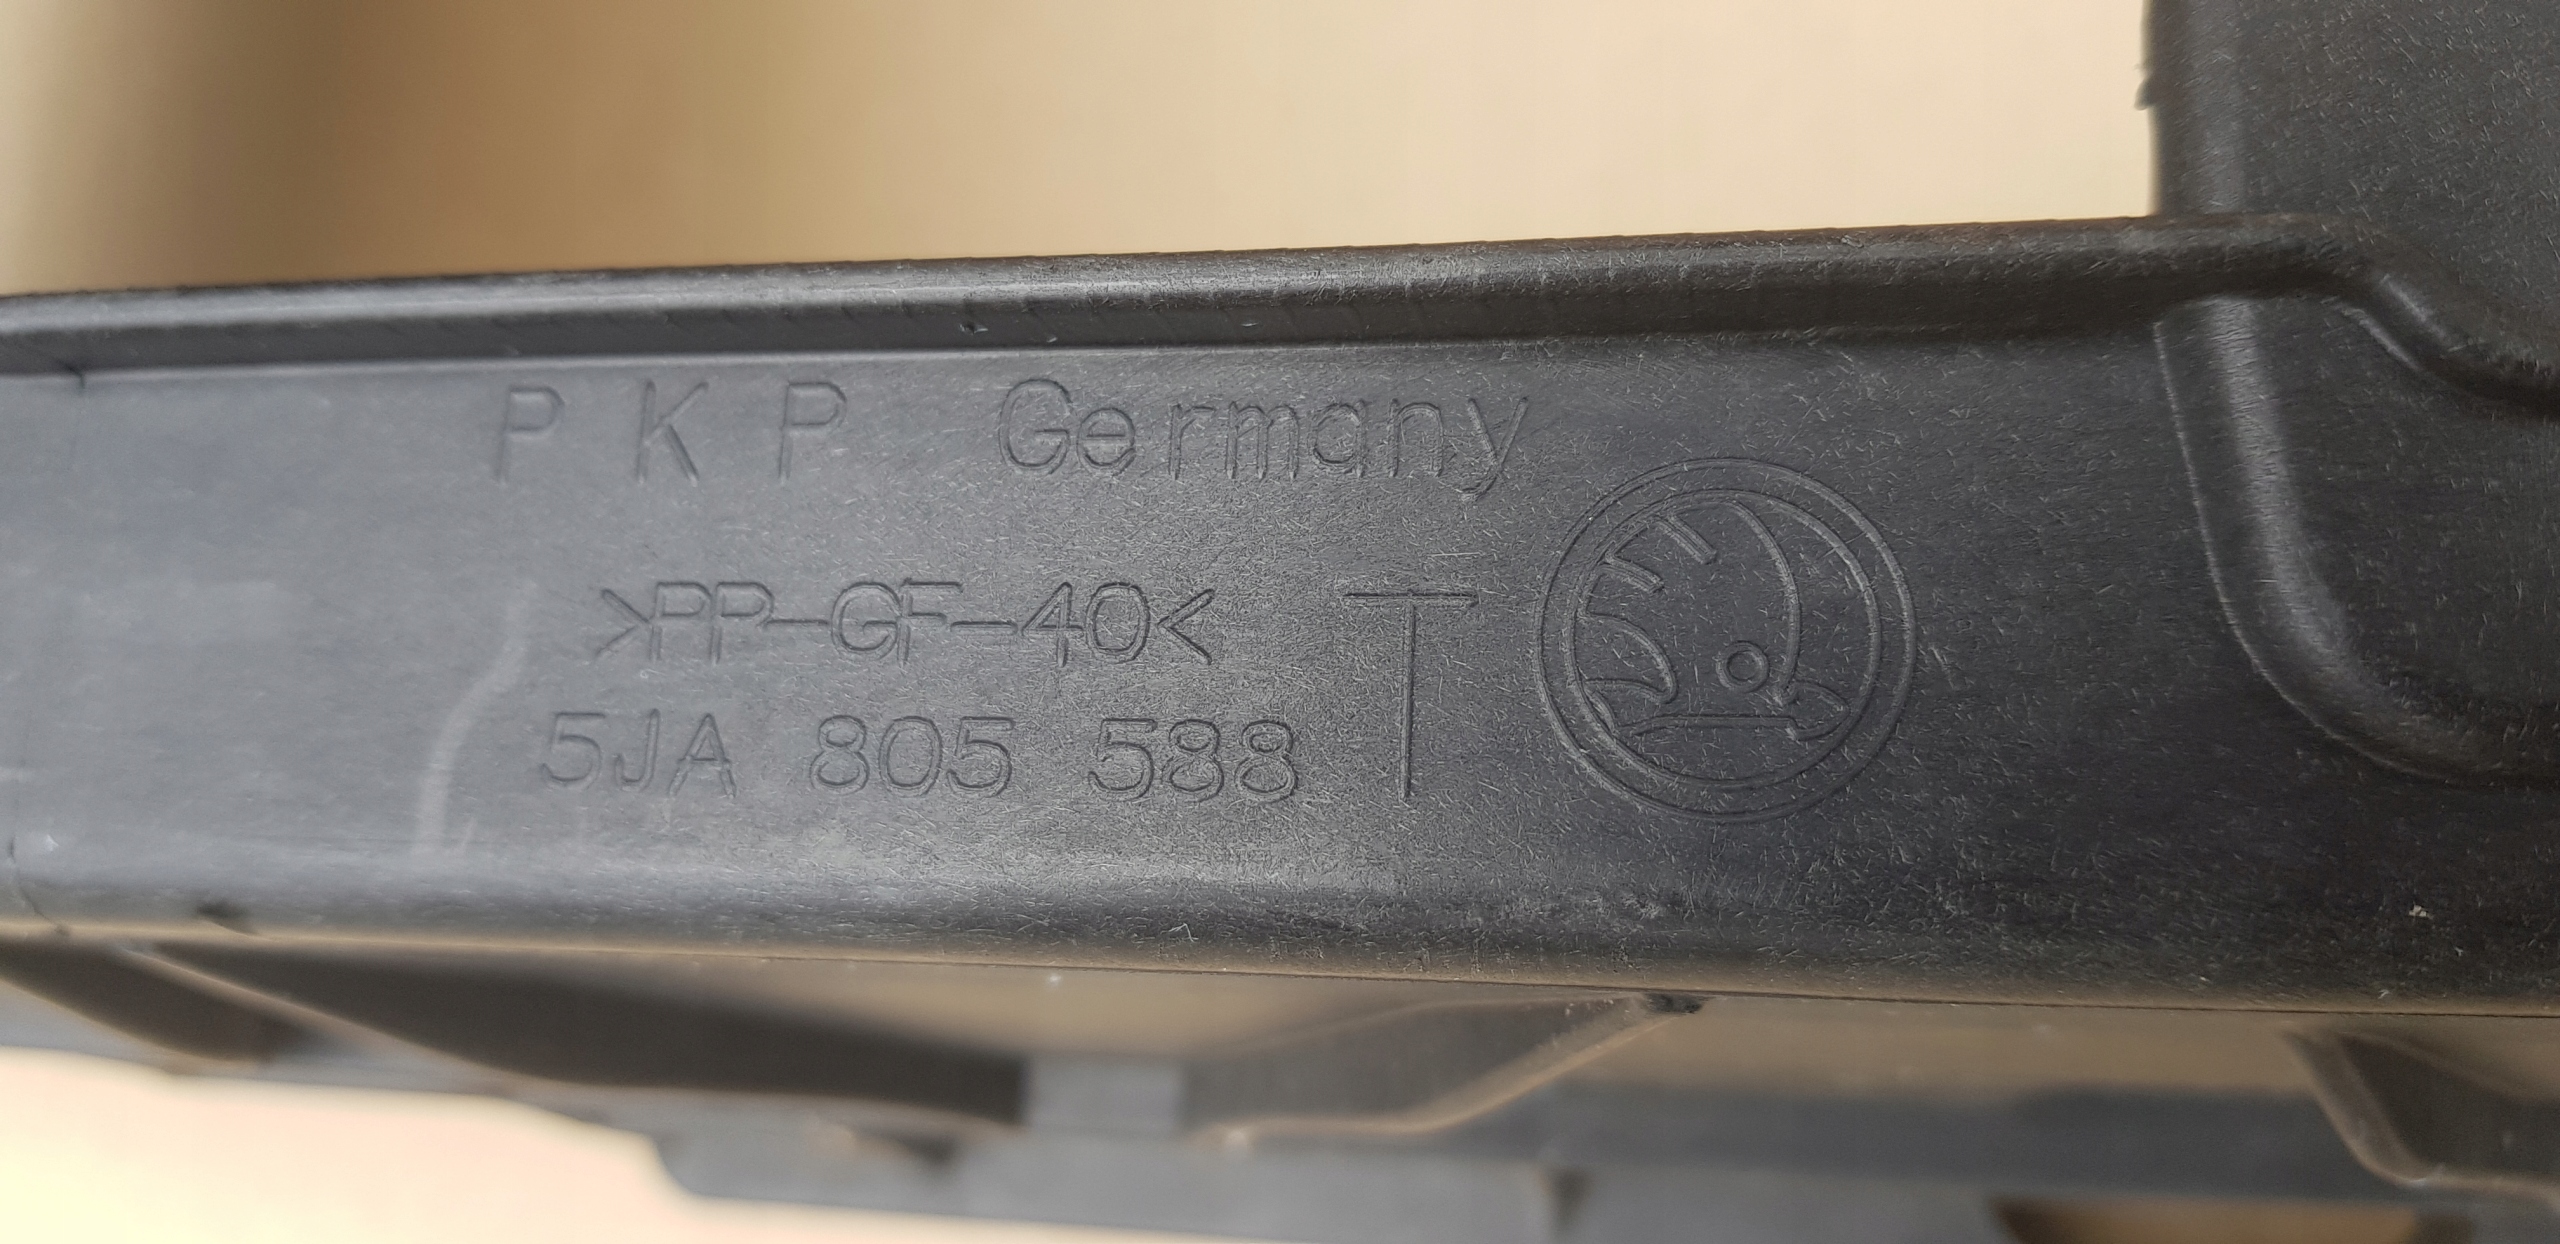 PKP Germany
>PP-GF-40<
5JA 805 588 T